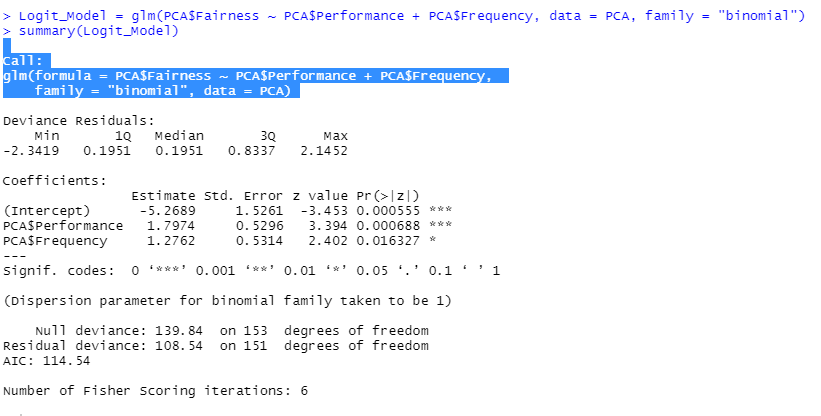 > Logit_Model = glm(PCA$Fairness ~ PCA$Performance + PCA$Frequency, data = PCA, family = "binomial")
> summary(Logit_Model)
Call:
glm(formula = PCA$Fairness ~ PCA$Performance + PCA$Frequency,
    family = "binomial", data = PCA)
Deviance Residuals:
    Min       1Q   Median       3Q      Max
-2.3419   0.1951   0.1951   0.8337   2.1452
Coefficients:
                Estimate Std. Error z value Pr(>|z|)
(Intercept)      -5.2689     1.5261  -3.453 0.000555 ***
PCA$Performance   1.7974     0.5296   3.394 0.000688 ***
PCA$Frequency     1.2762     0.5314   2.402 0.016327 *
---
Signif. codes:  0 ‘***’ 0.001 ‘**’ 0.01 ‘*’ 0.05 ‘.’ 0.1 ‘ ’ 1
(Dispersion parameter for binomial family taken to be 1)
    Null deviance: 139.84  on 153  degrees of freedom
Residual deviance: 108.54  on 151  degrees of freedom
AIC: 114.54
Number of Fisher Scoring iterations: 6